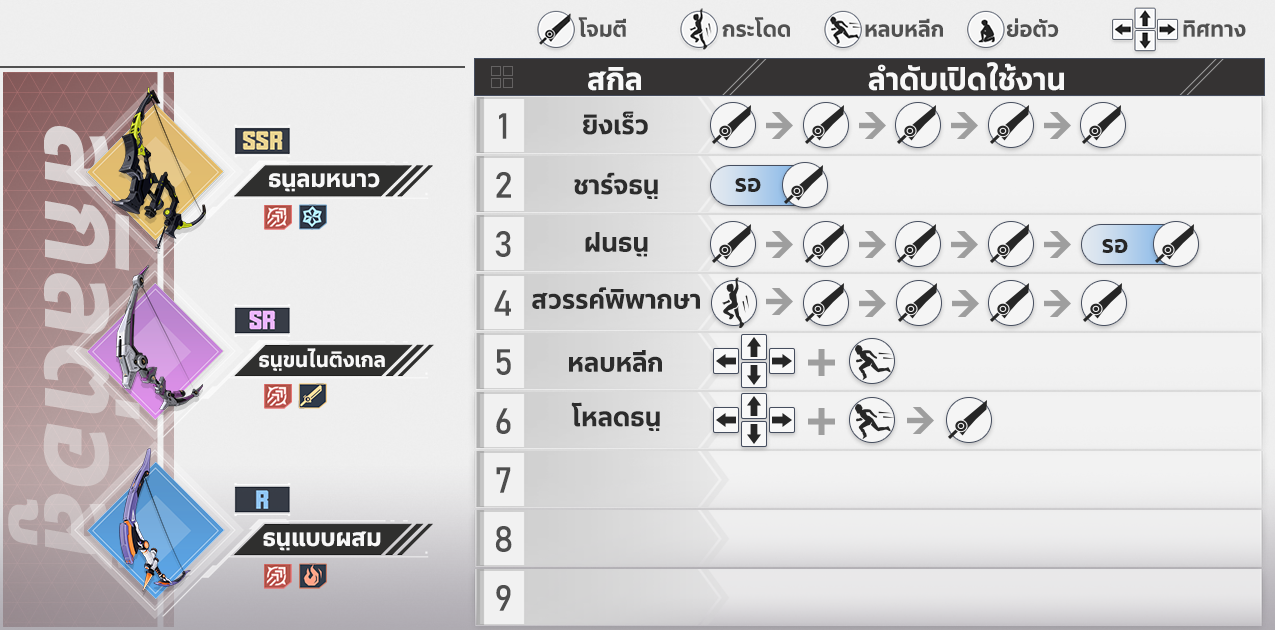 โจมตี
กระโดด
หลบหลีก
ย่อตัว
ทิศทาง
สกิล
ลำดับเปิดใช้งาน
สกิลต่อสู้
SSR
ธนูลมหนาว
SR
ธนูขนไนติงเกล
R
ธนูแบบผสม
1 ยิงเร็ว
2 ชาร์จธนู รอ
3 ฝนธนู รอ
4 สวรรค์พิพากษา
5 หลบหลีก
6 โหลดธนู
7
8
9